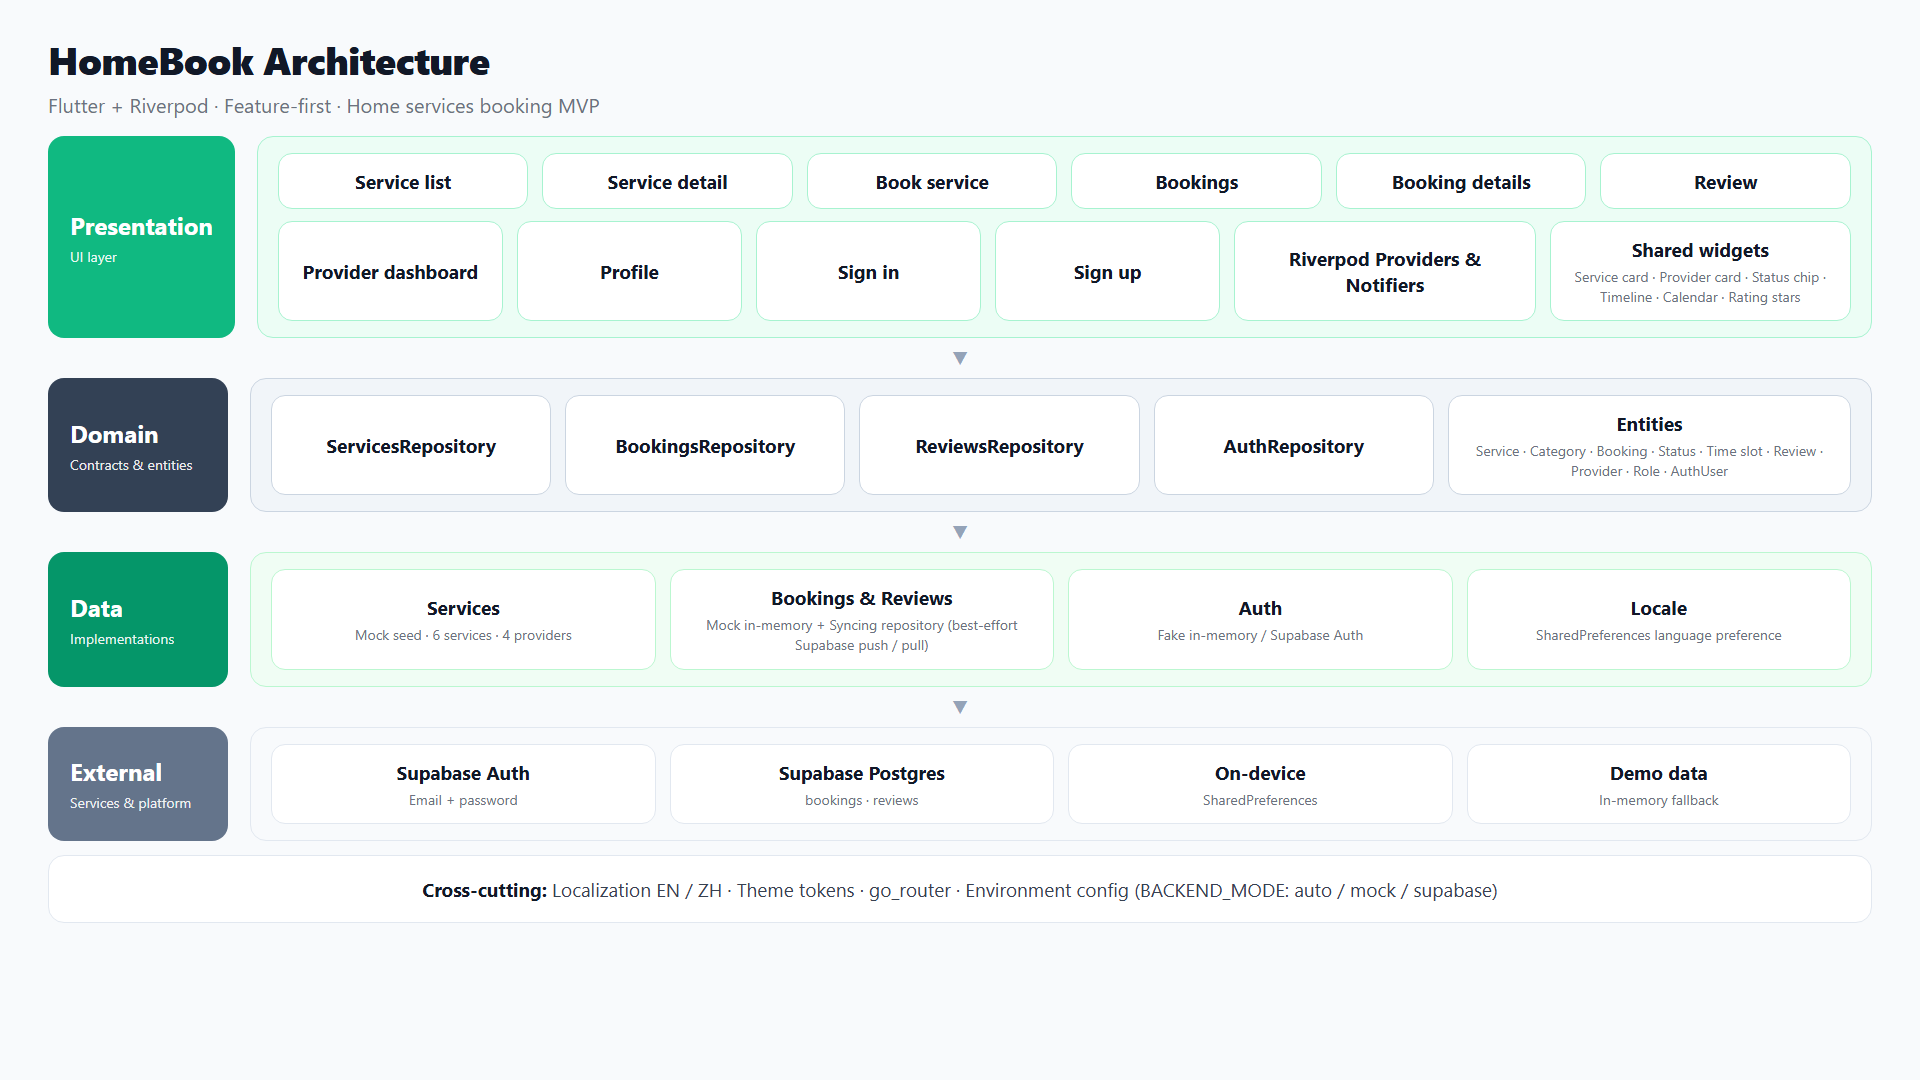 HomeBook Architecture
Flutter + Riverpod · Feature-first · Home services booking MVP
Presentation
UI layer
Service list
Service detail
Book service
Bookings
Booking details
Review
Provider dashboard
Profile
Sign in
Sign up
Riverpod Providers &
Notifiers
Shared widgets
Service card · Provider card · Status chip ·
Timeline · Calendar · Rating stars
Domain
Contracts & entities
ServicesRepository
BookingsRepository
ReviewsRepository
AuthRepository
Entities
Service · Category · Booking · Status · Time slot · Review ·
Provider · Role · AuthUser
Data
Implementations
Services
Mock seed · 6 services · 4 providers
Bookings & Reviews
Mock in-memory + Syncing repository (best-effort
Supabase push / pull)
Auth
Fake in-memory / Supabase Auth
Locale
SharedPreferences language preference
External
Services & platform
Supabase Auth
Email + password
Supabase Postgres
bookings · reviews
On-device
SharedPreferences
Demo data
In-memory fallback
Cross-cutting: Localization EN / ZH · Theme tokens · go_router · Environment config (BACKEND_MODE: auto / mock / supabase)